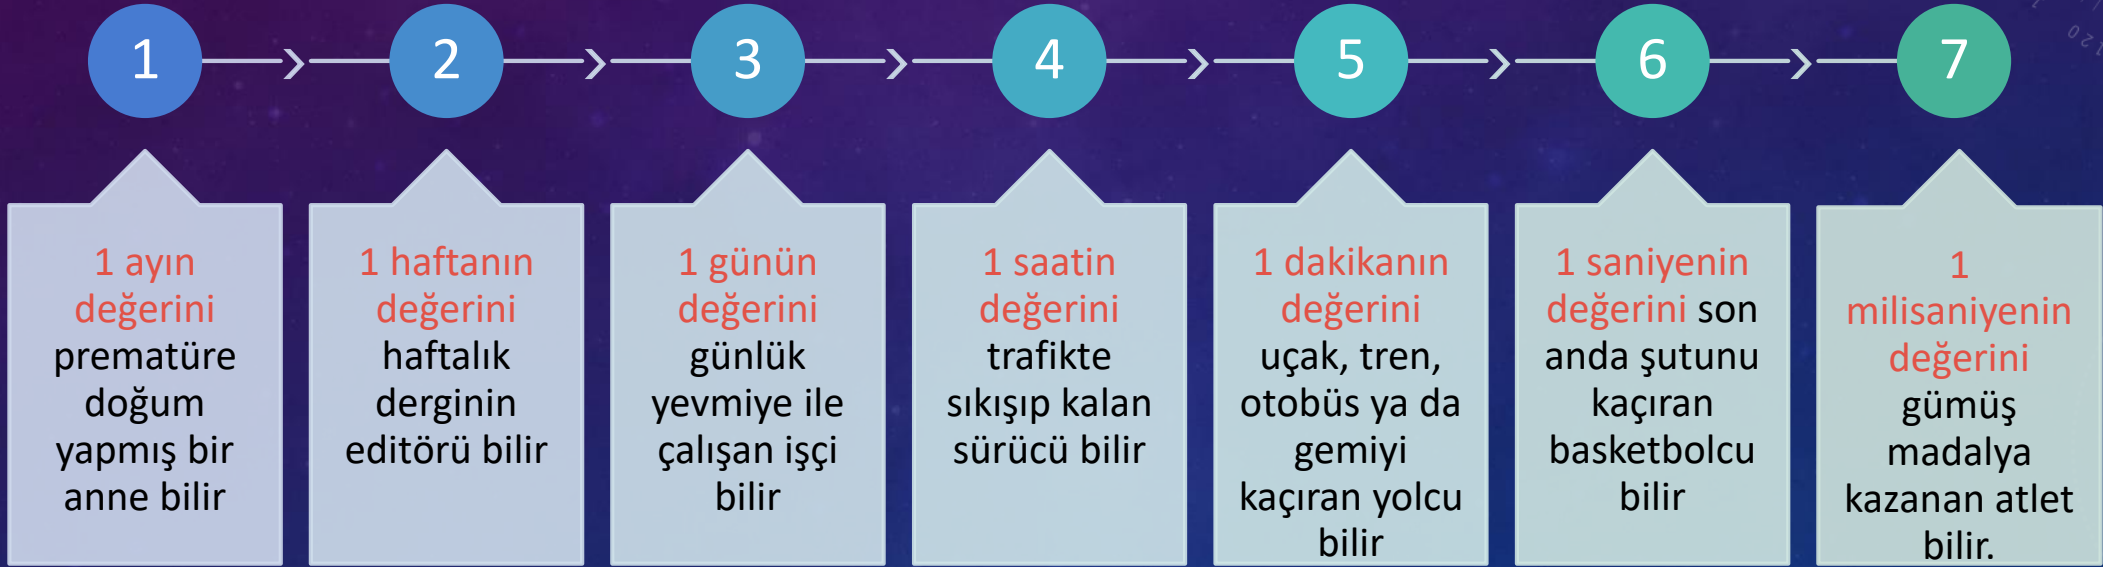 1
2
3
4
5
6
7
1 ayın
değerini
prematüre
doğum
yapmış bir
anne bilir
1 haftanın
değerini
haftalık
derginin
editörü bilir
1 günün
değerini
günlük
yevmiye ile
çalışan işçi
bilir
1 saatin
değerini
trafikte
sıkışıp kalan
sürücü bilir
1 dakikanın
değerini
uçak, tren,
otobüs ya da
gemiyi
kaçıran yolcu
bilir
1 saniyenin
değerini son
anda şutunu
kaçıran
basketbolcu
bilir
1
milisaniyenin
değerini
gümüş
madalya
kazanan atlet
bilir.